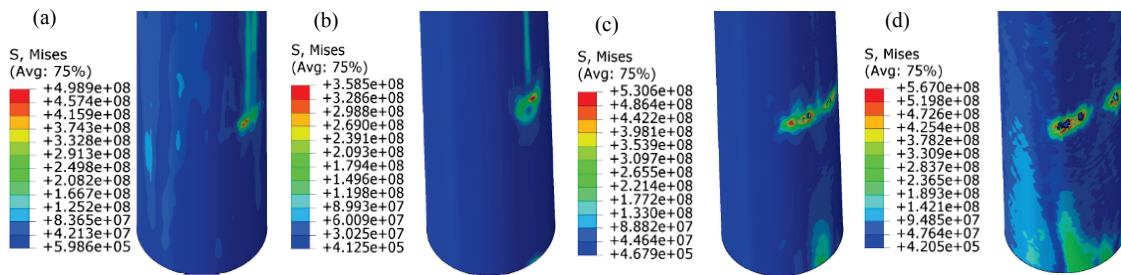 (a)
S, Mises
(Avg: 75%)
+4.989e+08
+4.574e+08
+4.159e+08
+3.743e+08
+3.328e+08
+2.913e+08
+2.498e+08
+2.082e+08
+1.667e+08
+1.252e+08
+8.365e+07
+4.213e+07
+5.986e+05
(b)
S, Mises
(Avg: 75%)
+3.585e+08
+3.286e+08
+2.988e+08
+2.690e+08
+2.391e+08
+2.093e+08
+1.794e+08
+1.496e+08
+1.198e+08
+8.993e+07
+6.009e+07
+3.025e+07
+4.125e+05
(c)
S, Mises
(Avg: 75%)
+5.306e+08
+4.864e+08
+4.422e+08
+3.981e+08
+3.539e+08
+3.097e+08
+2.655e+08
+2.214e+08
+1.772e+08
+1.330e+08
+8.882e+07
+4.464e+07
+4.679e+05
(d)
S, Mises
(Avg: 75%)
+5.670e+08
+5.198e+08
+4.726e+08
+4.254e+08
+3.782e+08
+3.309e+08
+2.837e+08
+2.365e+08
+1.893e+08
+1.421e+08
+9.485e+07
+4.764e+07
+4.205e+05